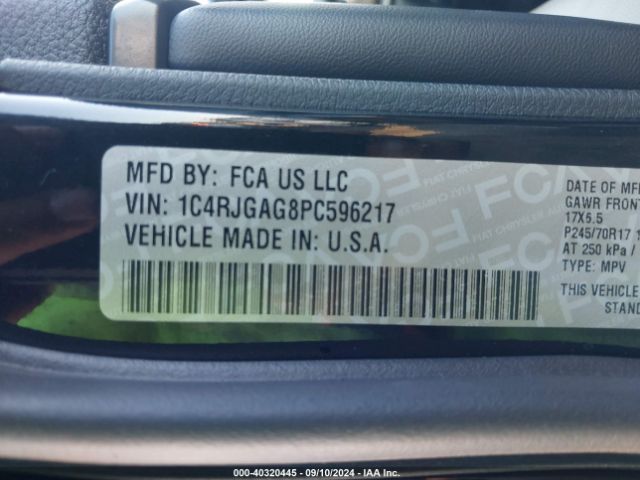 MFD BY: FCA US LLC
VIN: 1C4RJGAG8PC596217
VEHICLE MADE IN: U.S.A.
DATE OF MF
GAWR FRONT
17X5.5
P245/70R17
AT 250 kPa /
TYPE: MPV
THIS VEHICLE
STAND
000-40320445 - 09/10/2024 - IAA Inc.